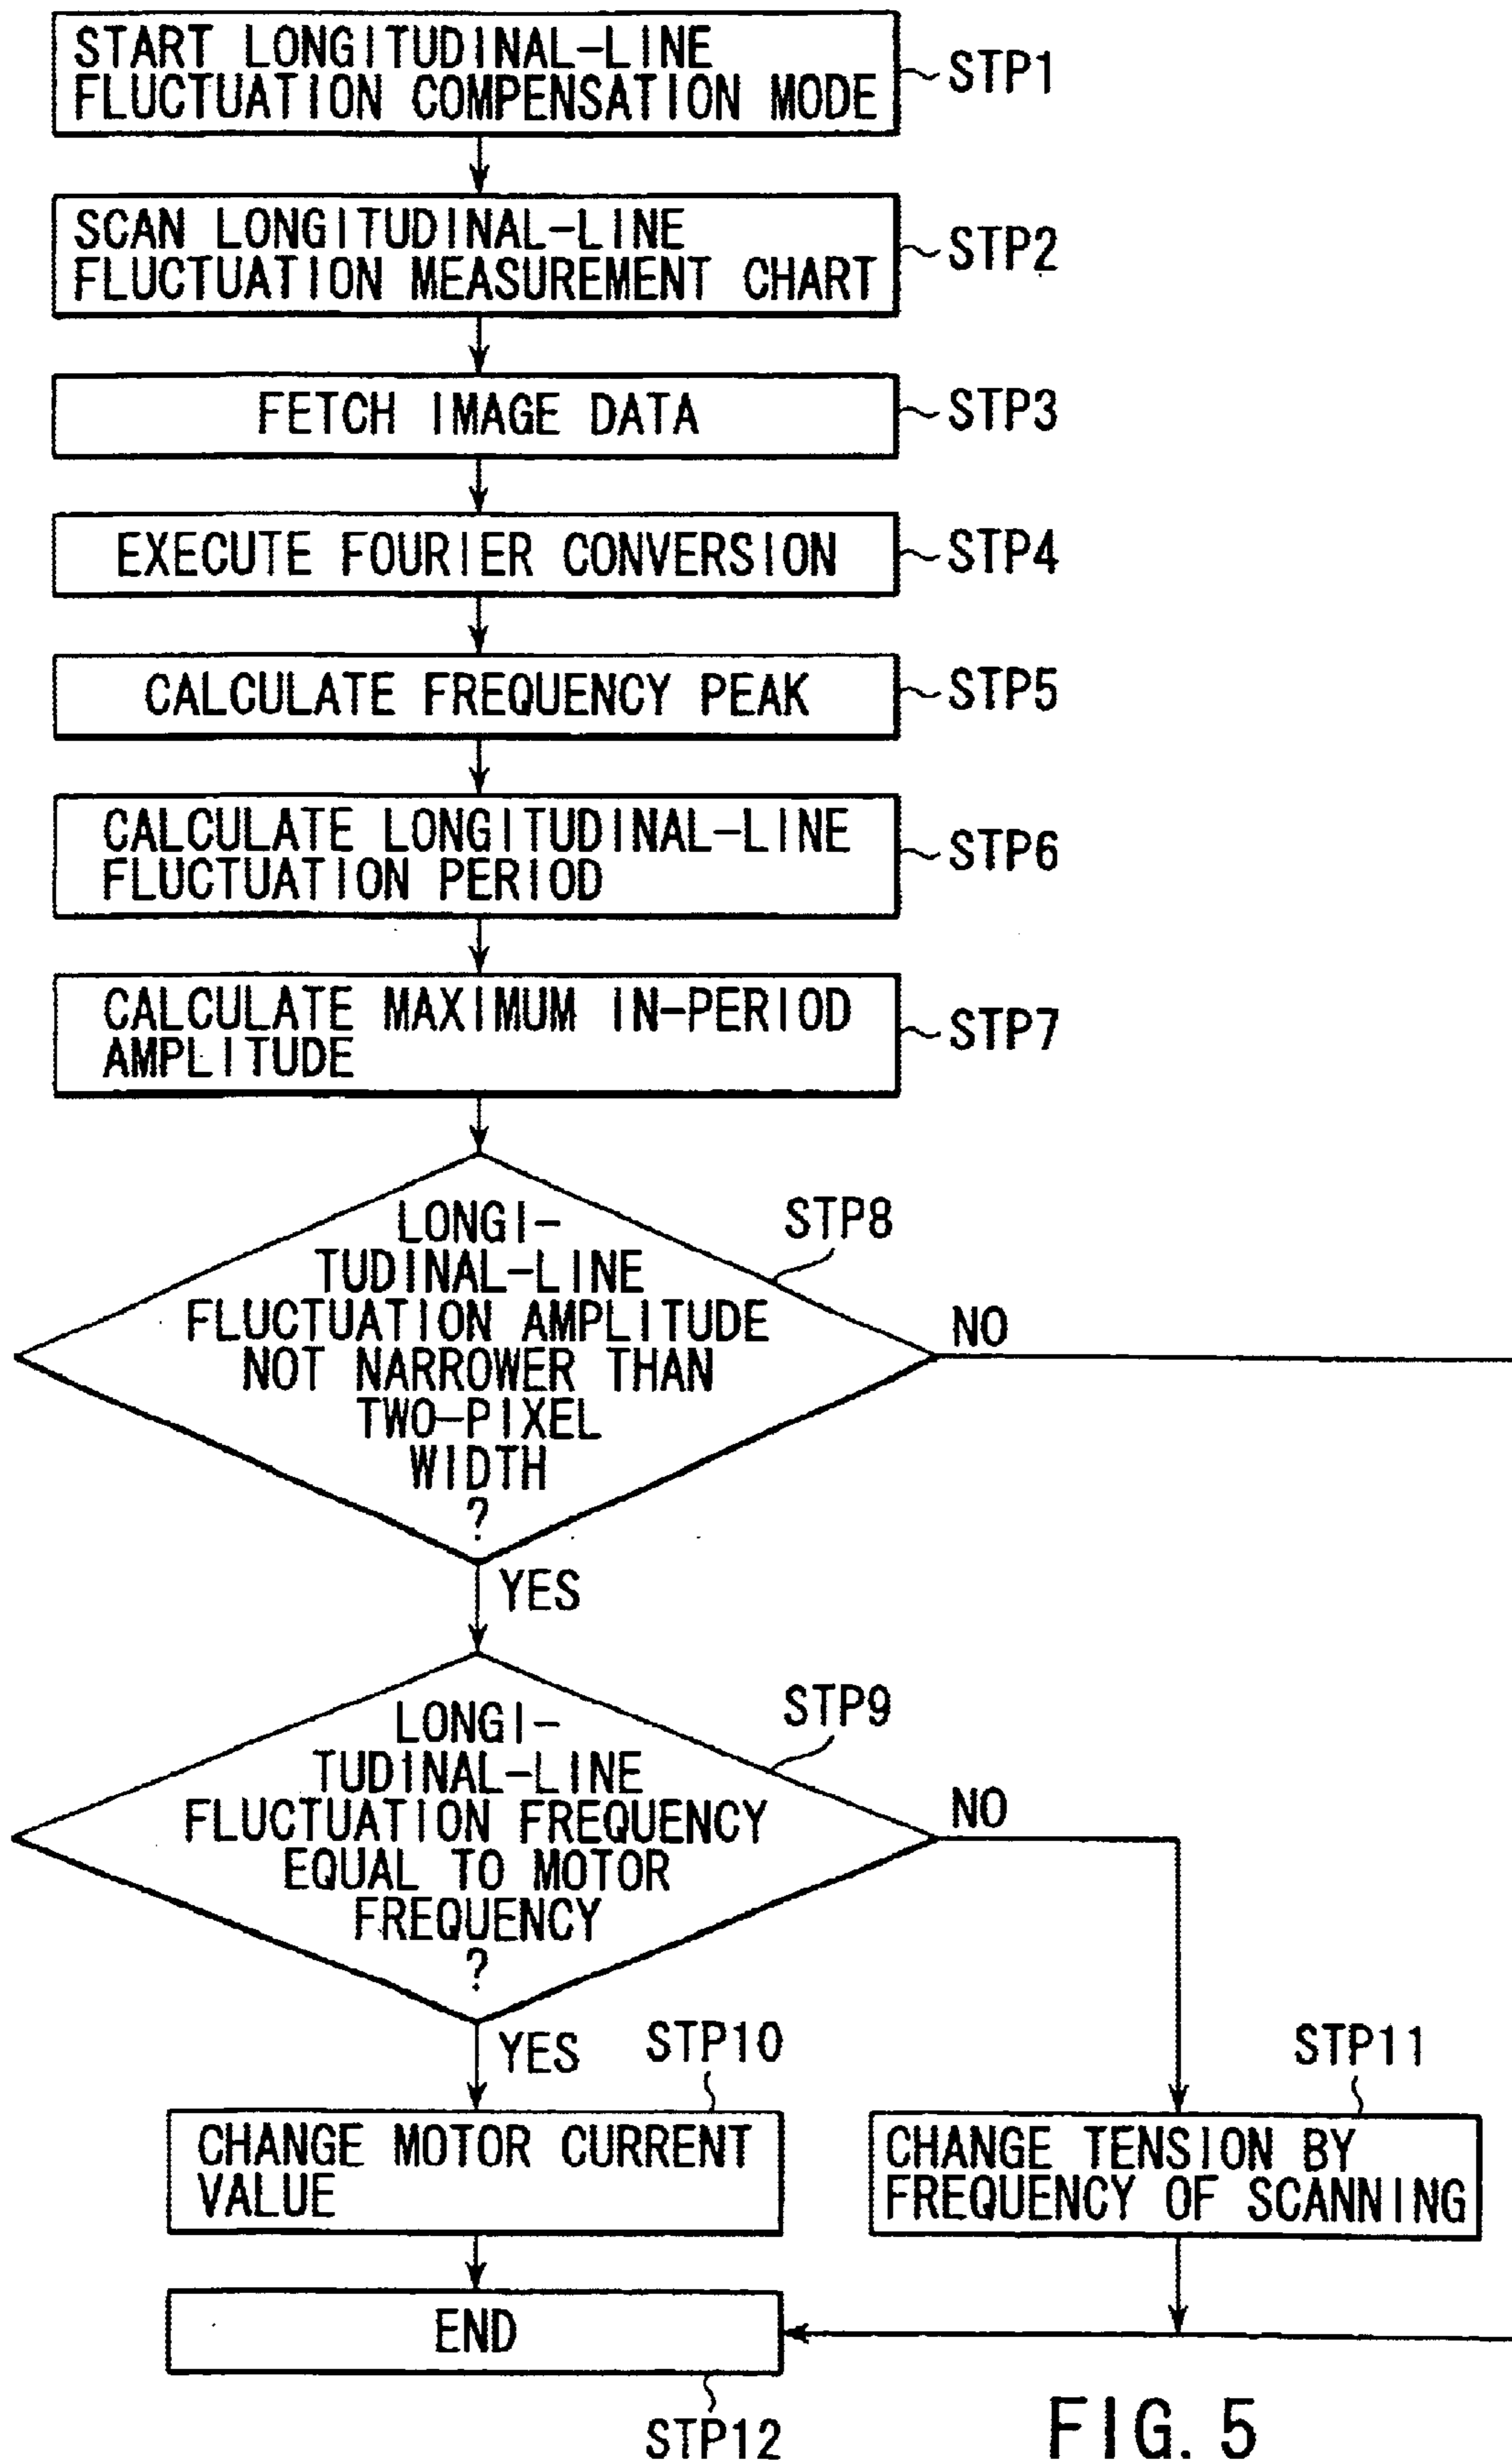 START LONGITUDINAL-LINE
FLUCTUATION COMPENSATION MODE
STP1
SCAN LONGITUDINAL-LINE
FLUCTUATION MEASUREMENT CHART
STP2
FETCH IMAGE DATA
STP3
EXECUTE FOURIER CONVERSION
STP4
CALCULATE FREQUENCY PEAK
STP5
CALCULATE LONGITUDINAL-LINE
FLUCTUATION PERIOD
STP6
CALCULATE MAXIMUM IN-PERIOD
AMPLITUDE
STP7
LONGI-
TUDINAL-LINE
FLUCTUATION AMPLITUDE
NOT NARROWER THAN
TWO-PIXEL
WIDTH
?
STP8
NO
YES
LONGI-
TUDINAL-LINE
FLUCTUATION FREQUENCY
EQUAL TO MOTOR
FREQUENCY
?
STP9
NO
YES
STP10
CHANGE MOTOR CURRENT
VALUE
STP11
CHANGE TENSION BY
FREQUENCY OF SCANNING
END
STP12
FIG. 5